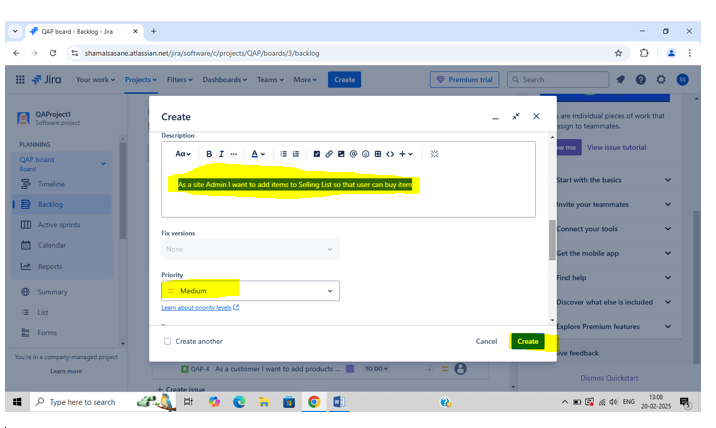 QAP board - Backlog - Jira
shamalsasane.atlassian.net/jira/software/c/projects/QAP/boards/3/backlog
Jira
Your work
Projects
Filters
Dashboards
Teams
More
Create
Premium trial
Search
QAProject1
Software project
PLANNING
QAP board
Board
Timeline
Backlog
Active sprints
Calendar
Reports
Summary
List
Forms
You're in a company-managed project
Learn more
Create
Description
Aa
B I
A
As a site Admin I want to add items to Selling List so that user can buy item
Fix versions
None
Priority
Medium
Learn about priority levels
Create another
Cancel
Create
QAP-4 As a customer I want to add products ...
TO DO
+ Create issue
s are individual pieces of work that
ssign to teammates.
w me
View issue tutorial
Start with the basics
Invite your teammates
Connect your tools
Get the mobile app
Find help
Discover what else is included
Explore Premium features
ve feedback
Dismiss Quickstart
Type here to search
ENG
13:08
20-02-2025